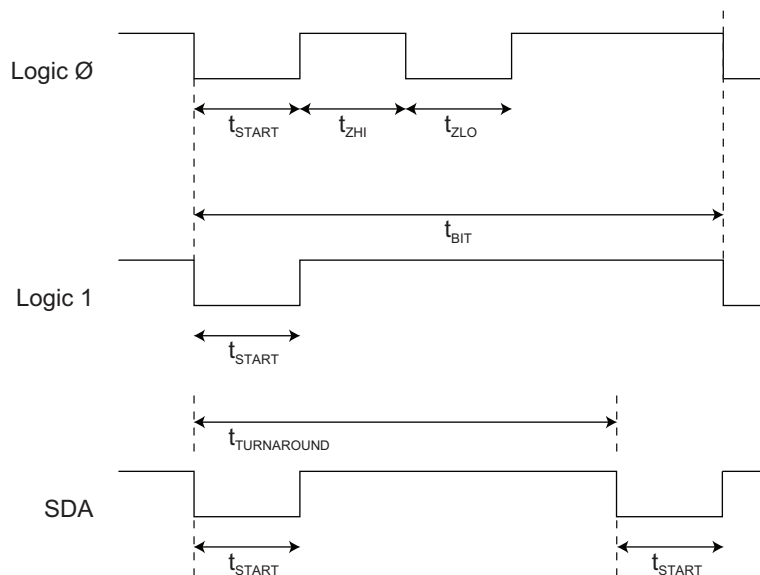 Logic Ø
tSTART
tZHI
tZLO
tBIT
Logic 1
tSTART
tTURNAROUND
SDA
tSTART
tSTART